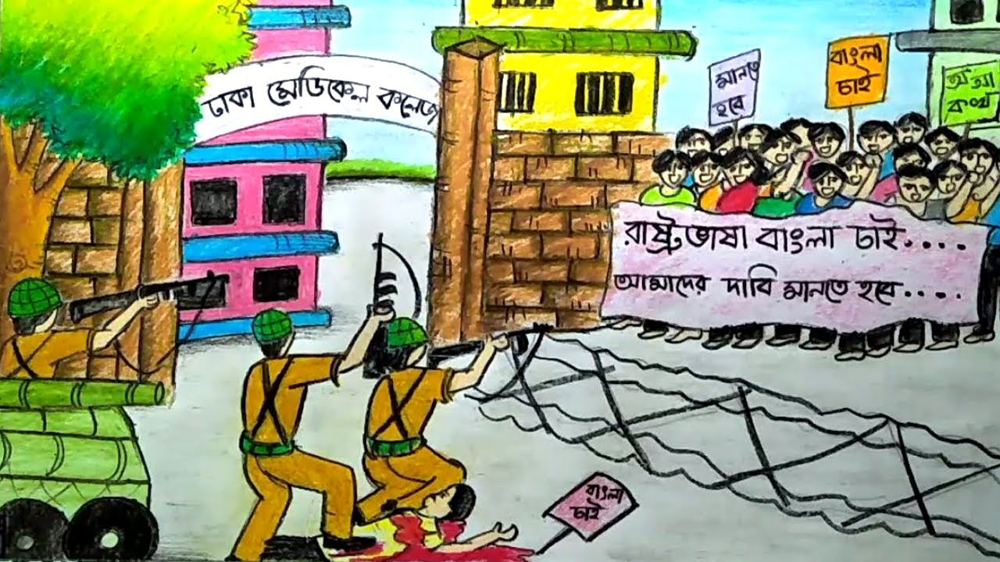 ঢাকা মেডিকেল কলেজ
মানতে
হবে
বাংলা
চাই
অ আ
ক খ
রাষ্ট্রভাষা বাংলা চাই....
আমাদের দাবি মানতে হবে.....
বাংলা
চাই